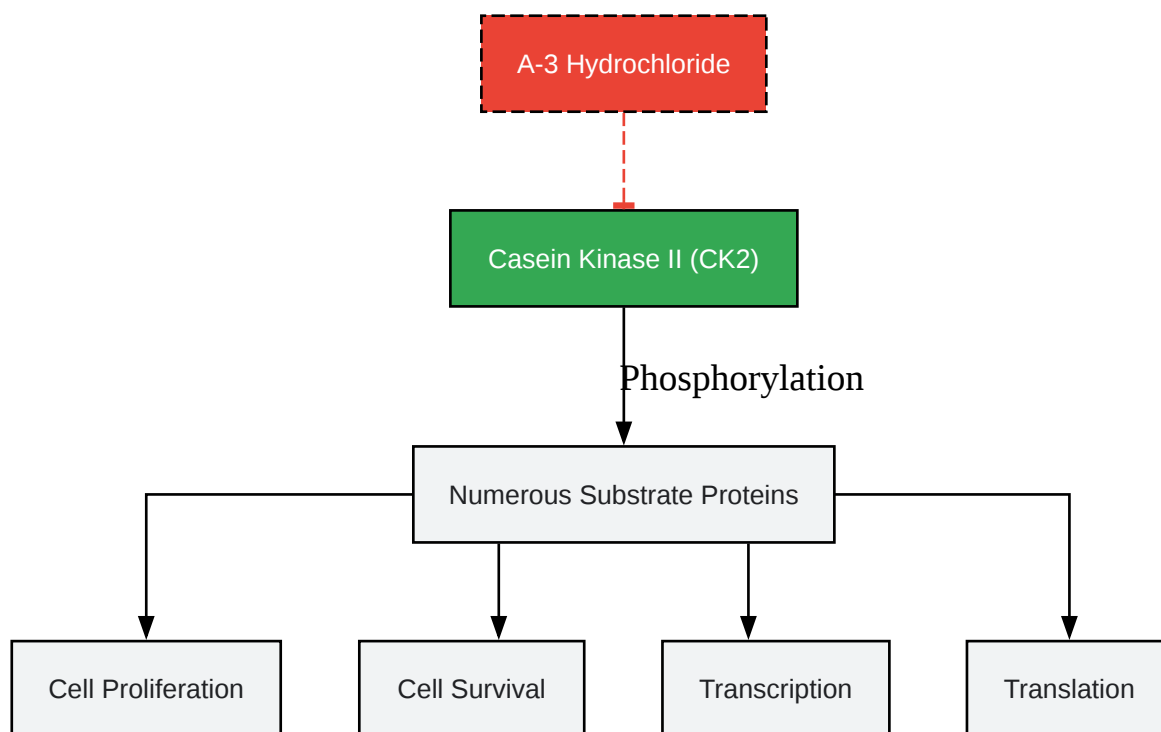 A-3 Hydrochloride
Casein Kinase II (CK2)
Phosphorylation
Numerous Substrate Proteins
Cell Proliferation
Cell Survival
Transcription
Translation